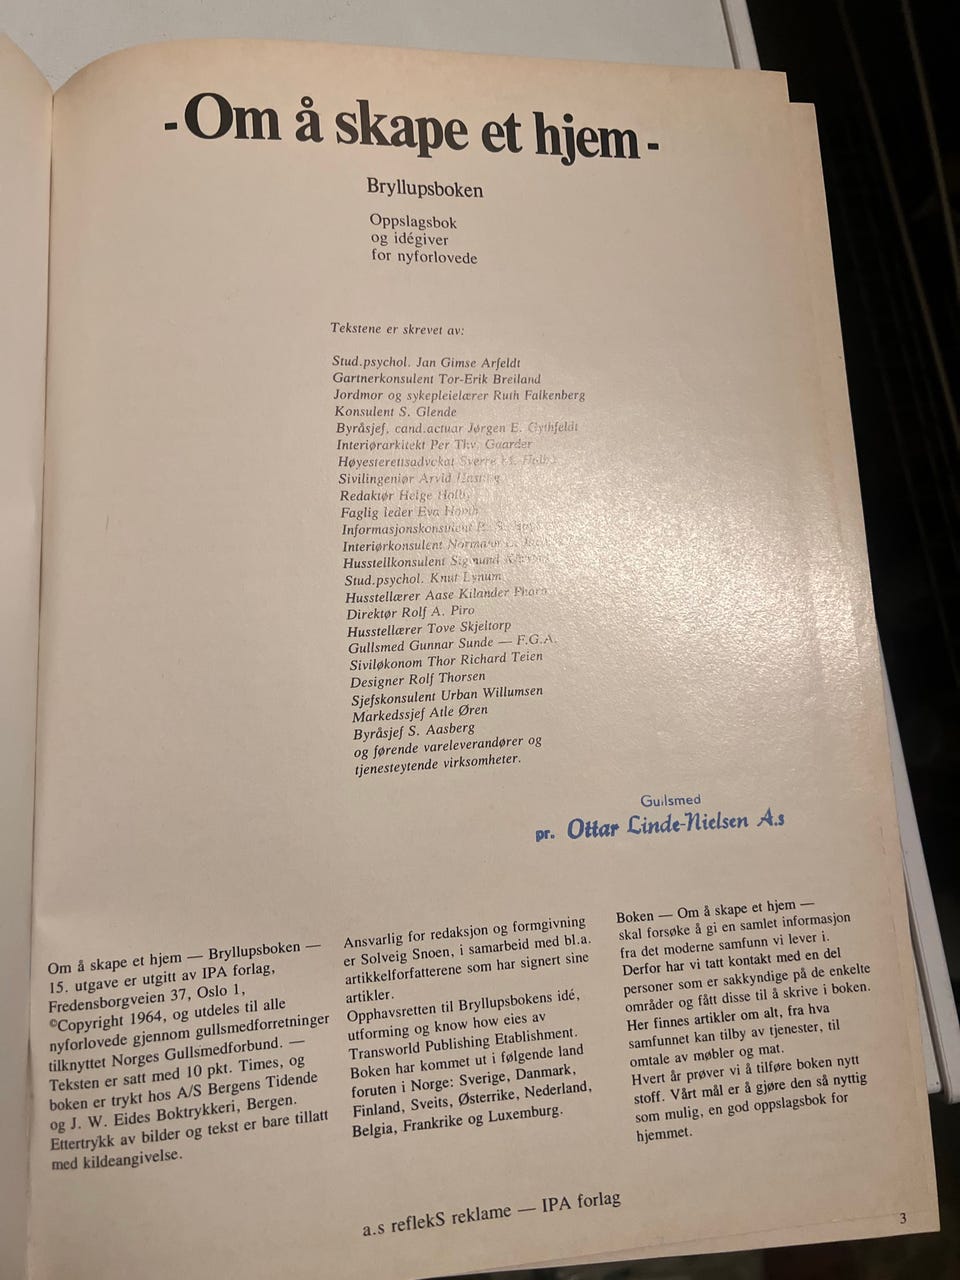 - Om å skape et hjem -
Bryllupsboken
Oppslagsbok
og idégiver
for nyforlovede
Tekstene er skrevet av:
Stud.psychol. Jan Gimse Arfeldt
Gartnerkonsulent Tor-Erik Breiland
Jordmor og sykepleielærer Ruth Falkenberg
Konsulent S. Glende
Byråsjef, cand.actuar Jørgen E. Gythfeldt
Interiørarkitekt Per Thv. Gaarder
Høyesterettsadvokat Sverre
Sivilingeniør Arvid
Redaktør Helge
Faglig leder Eva
Informasjonskonsulent
Interiørkonsulent
Husstellkonsulent Sigmund
Stud.psychol. Knut Lynum
Husstellærer Aase Kilander Pharo
Direktør Rolf A. Piro
Husstellærer Tove Skjeltorp
Gullsmed Gunnar Sunde — F.G.A.
Siviløkonom Thor Richard Teien
Designer Rolf Thorsen
Sjefskonsulent Urban Willumsen
Markedssjef Atle Øren
Byråsjef S. Aasberg
og førende vareleverandører og
tjenesteytende virksomheter.
Gullsmed
pr. Ottar Linde-Nielsen A.s
Om å skape et hjem — Bryllupsboken —
15. utgave er utgitt av IPA forlag,
Fredensborgveien 37, Oslo 1,
©Copyright 1964, og utdeles til alle
nyforlovede gjennom gullsmedforretninger
tilknyttet Norges Gullsmedforbund. —
Teksten er satt med 10 pkt. Times, og
boken er trykt hos A/S Bergens Tidende
og J. W. Eides Boktrykkeri, Bergen.
Ettertrykk av bilder og tekst er bare tillatt
med kildeangivelse.
Ansvarlig for redaksjon og formgivning
er Solveig Snoen, i samarbeid med bl.a.
artikkelforfatterene som har signert sine
artikler.
Opphavsretten til Bryllupsbokens idé,
utforming og know how eies av
Transworld Publishing Etablishment.
Boken har kommet ut i følgende land
foruten i Norge: Sverige, Danmark,
Finland, Sveits, Østerrike, Nederland,
Belgia, Frankrike og Luxemburg.
Boken — Om å skape et hjem —
skal forsøke å gi en samlet informasjon
fra det moderne samfunn vi lever i.
Derfor har vi tatt kontakt med en del
personer som er sakkyndige på de enkelte
områder og fått disse til å skrive i boken.
Her finnes artikler om alt, fra hva
samfunnet kan tilby av tjenester, til
omtale av møbler og mat.
Hvert år prøver vi å tilføre boken nytt
stoff. Vårt mål er å gjøre den så nyttig
som mulig, en god oppslagsbok for
hjemmet.
a.s reflekS reklame — IPA forlag
3